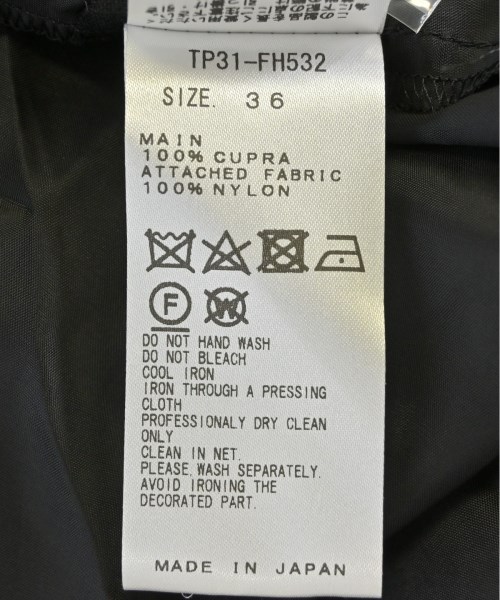 TP31-FH532
SIZE. 36
MAIN
100% CUPRA
ATTACHED FABRIC
100% NYLON
F W
DO NOT HAND WASH
DO NOT BLEACH
COOL IRON
IRON THROUGH A PRESSING
CLOTH
PROFESSIONALY DRY CLEAN
ONLY
CLEAN IN NET.
PLEASE WASH SEPARATELY.
AVOID IRONING THE
DECORATED PART.
MADE IN JAPAN